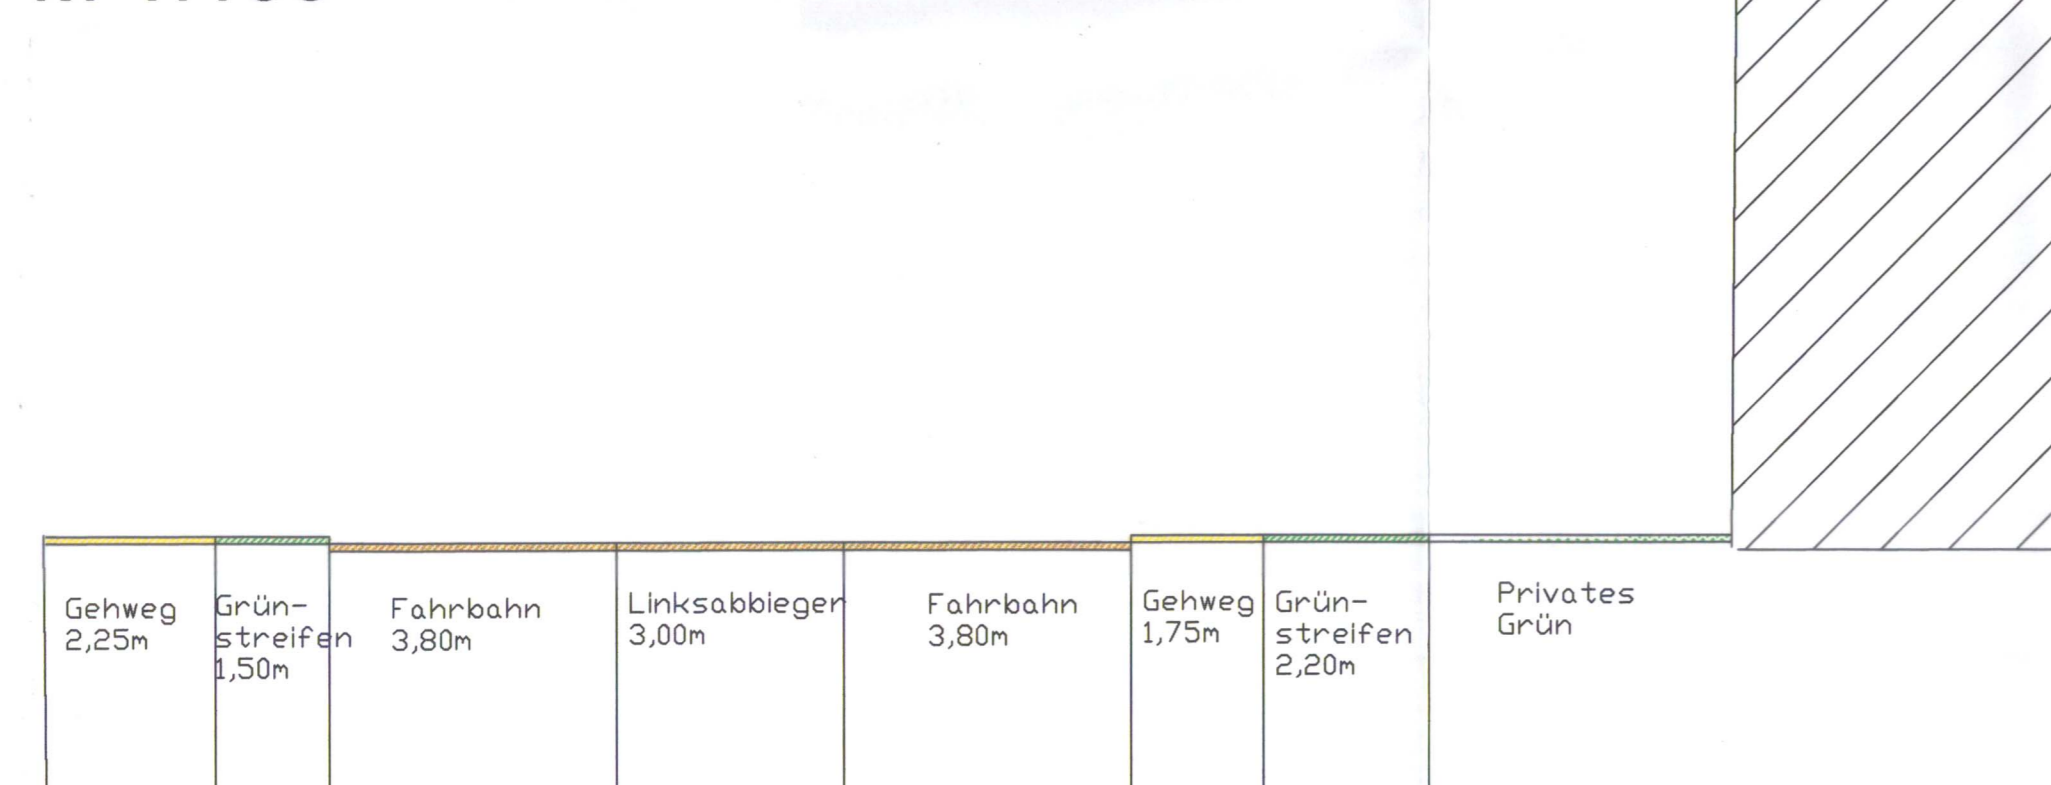 Gehweg
2,25m
Grün-
streifen
1,50m
Fahrbahn
3,80m
Linksabbieger
3,00m
Fahrbahn
3,80m
Gehweg
1,75m
Grün-
streifen
2,20m
Privates
Grün